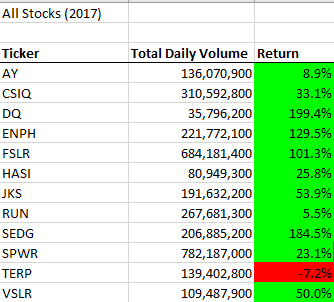 All Stocks (2017)
Ticker Total Daily Volume Return
AY 136,070,900 8.9%
CSIQ 310,592,800 33.1%
DQ 35,796,200 199.4%
ENPH 221,772,100 129.5%
FSLR 684,181,400 101.3%
HASI 80,949,300 25.8%
JKS 191,632,200 53.9%
RUN 267,681,300 5.5%
SEDG 206,885,200 184.5%
SPWR 782,187,000 23.1%
TERP 139,402,800 -7.2%
VSLR 109,487,900 50.0%